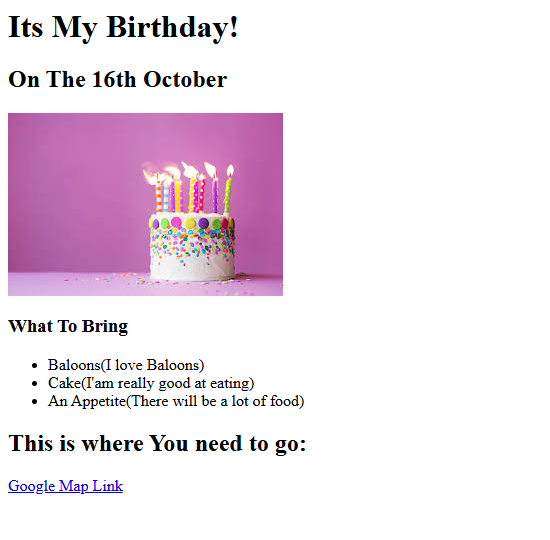 Its My Birthday!
On The 16th October
What To Bring
Baloons(I love Baloons)
Cake(I'am really good at eating)
An Appetite(There will be a lot of food)
This is where You need to go:
Google Map Link